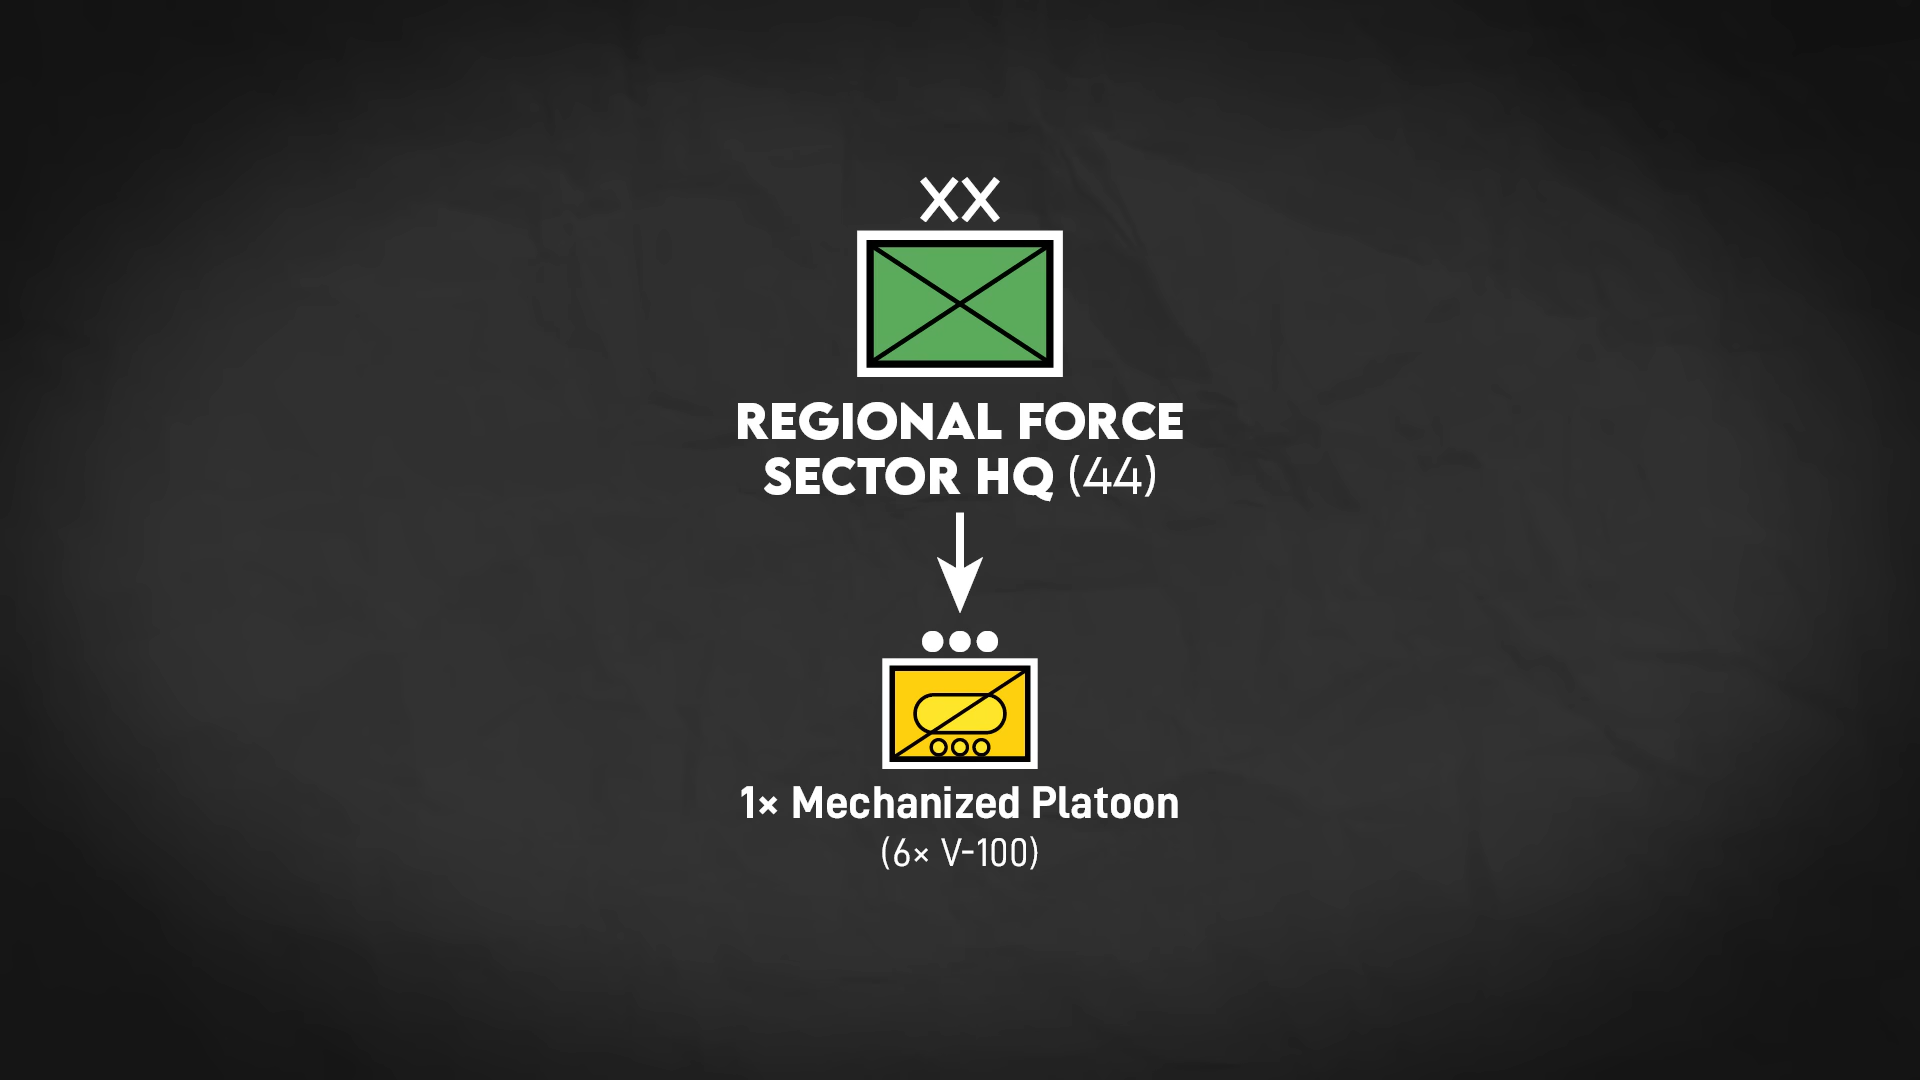 XX
REGIONAL FORCE
SECTOR HQ (44)
1× Mechanized Platoon
(6× V-100)